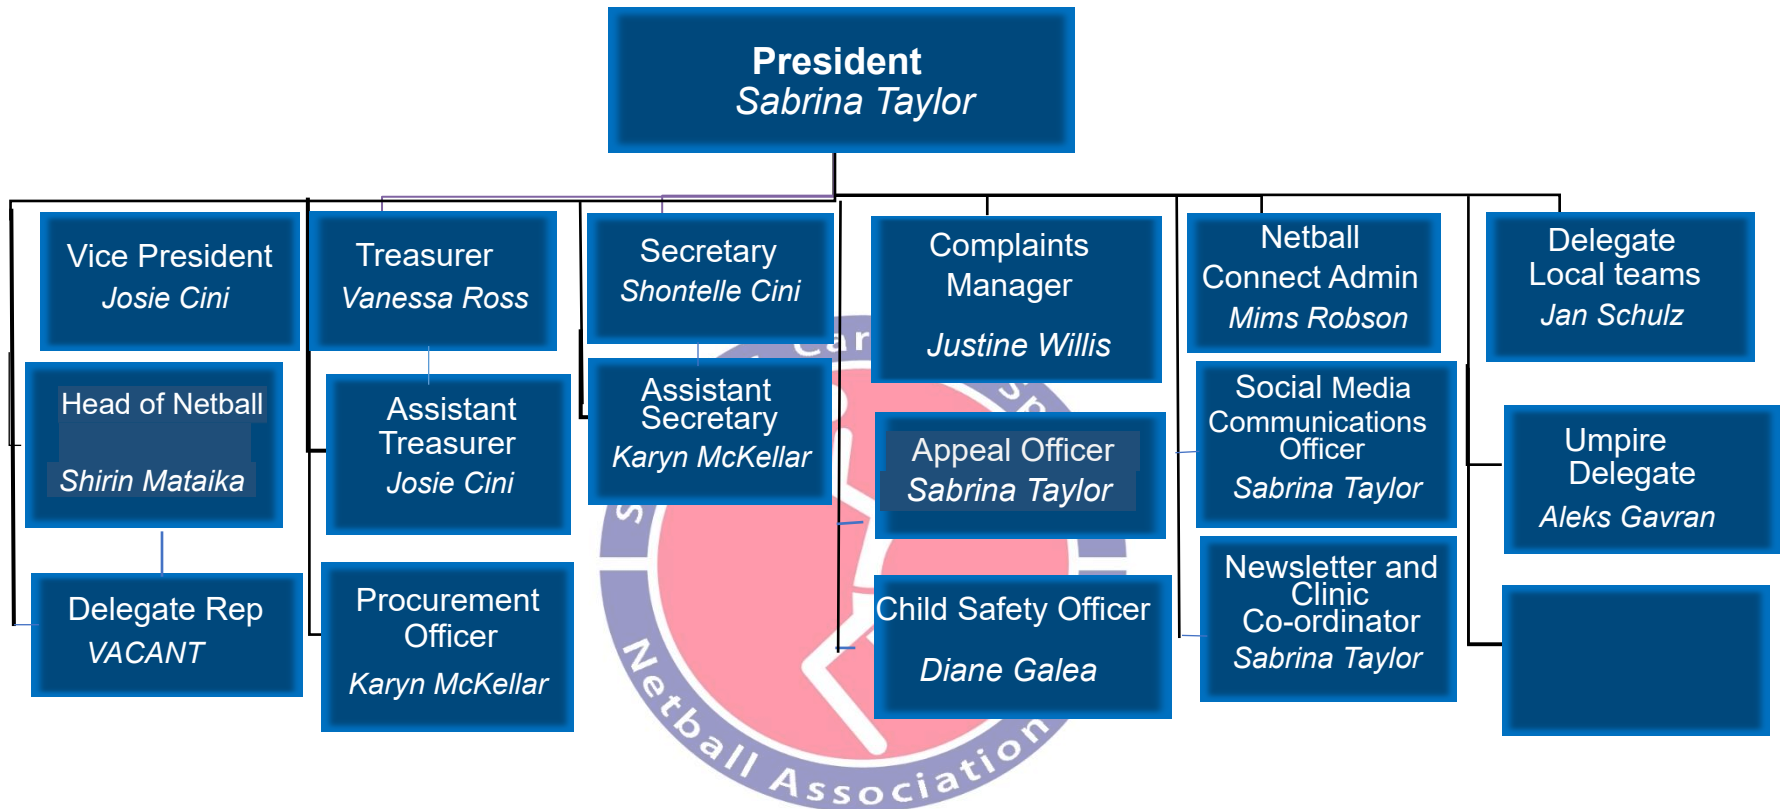 President
Sabrina Taylor
Vice President
Josie Cini
Treasurer
Vanessa Ross
Secretary
Shontelle Cini
Complaints
Manager
Justine Willis
Netball
Connect Admin
Mims Robson
Delegate
Local teams
Jan Schulz
Head of Netball
Shirin Mataika
Assistant
Treasurer
Josie Cini
Assistant
Secretary
Karyn McKellar
Appeal Officer
Sabrina Taylor
Social Media
Communications
Officer
Sabrina Taylor
Umpire
Delegate
Aleks Gavran
Delegate Rep
VACANT
Procurement
Officer
Karyn McKellar
Child Safety Officer
Diane Galea
Newsletter and
Clinic
Co-ordinator
Sabrina Taylor
Netball Association